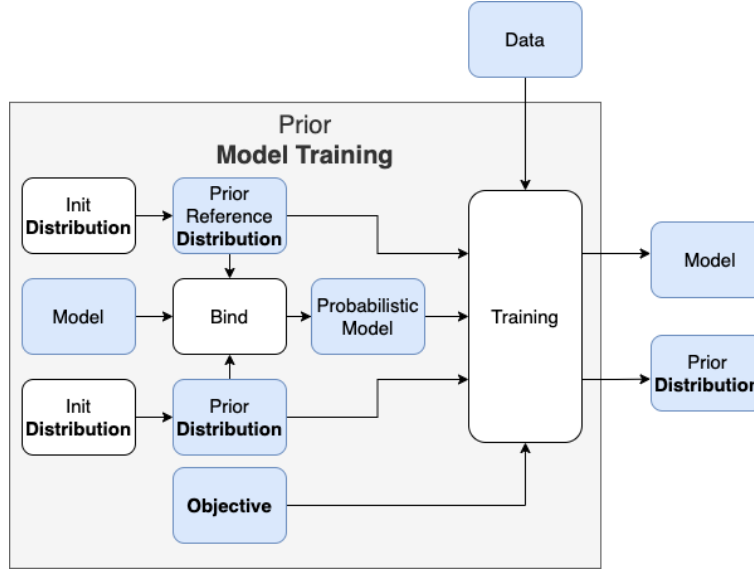 Data
Prior
Model Training
Init
Distribution
Prior
Reference
Distribution
Model
Bind
Probabilistic
Model
Training
Model
Init
Distribution
Prior
Distribution
Prior
Distribution
Objective